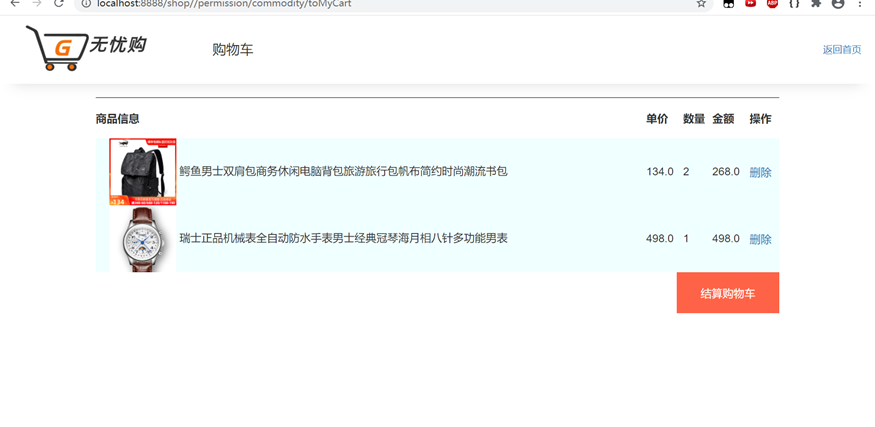 localhost:8888/shop//permission/commodity/toMyCart
ABP
G 无忧购
购物车
返回首页
商品信息 单价 数量 金额 操作
鳄鱼男士双肩包商务休闲电脑背包旅游旅行包帆布简约时尚潮流书包 134.0 2 268.0 删除
134
瑞士正品机械表全自动防水手表男士经典冠琴海月相八针多功能男表 498.0 1 498.0 删除
结算购物车